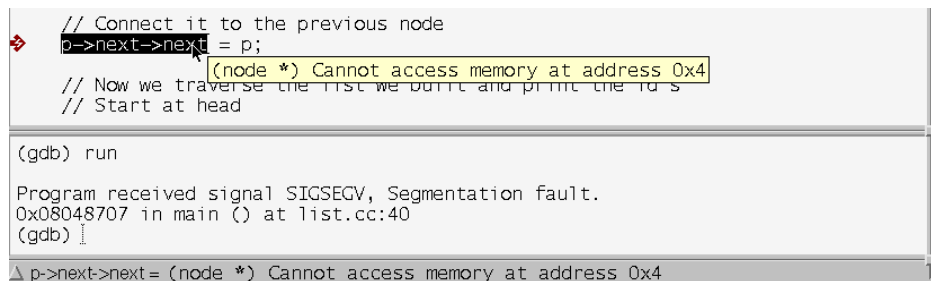 // Connect it to the previous node
p->next->next = p;
(node *) Cannot access memory at address 0x4
// Now we traverse the list we built and print the id's
// Start at head
(gdb) run
Program received signal SIGSEGV, Segmentation fault.
0x08048707 in main () at list.cc:40
(gdb)
Δ p->next->next = (node *) Cannot access memory at address 0x4